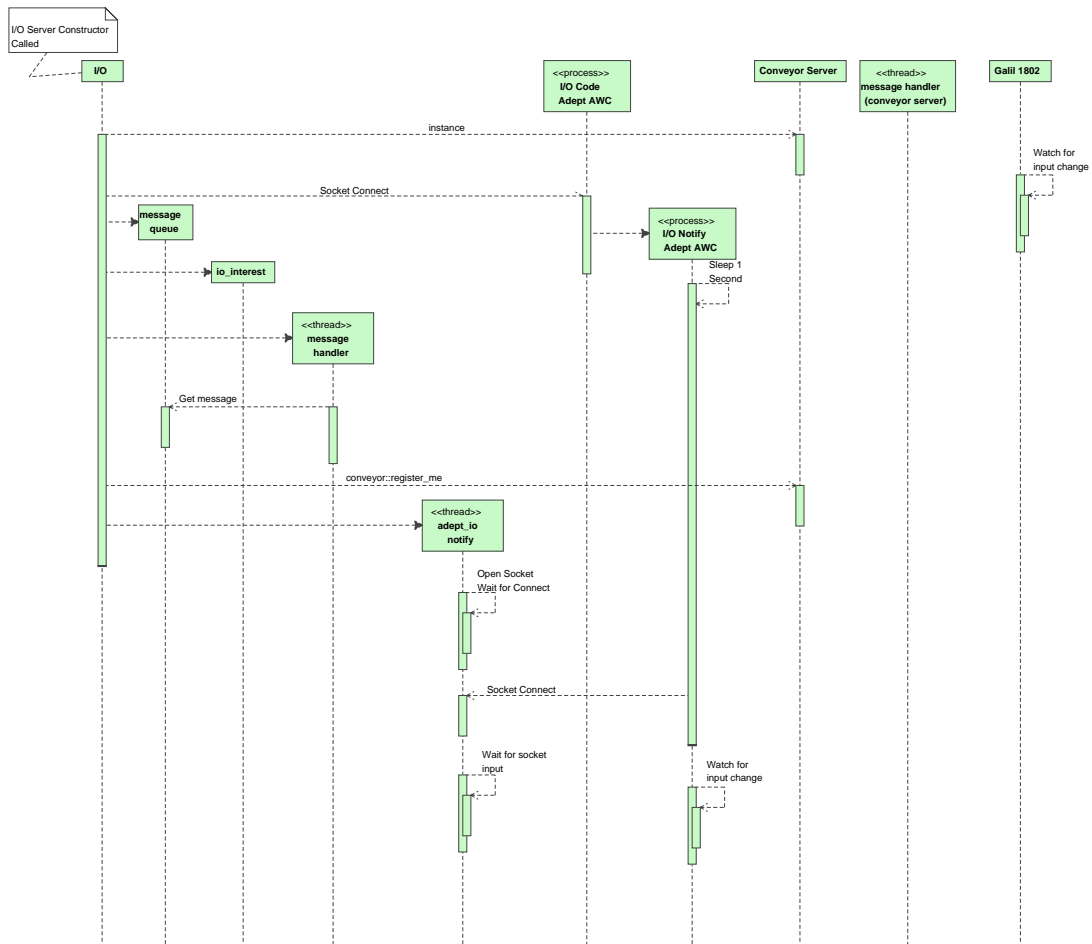 I/O Server Constructor
Called
I/O
<<process>>
I/O Code
Adept AWC
Conveyor Server
<<thread>>
message handler
(conveyor server)
Galil 1802
instance
Watch for
input change
Socket Connect
message
queue
<<process>>
I/O Notify
Adept AWC
io_interest
Sleep 1
Second
<<thread>>
message
handler
Get message
conveyor::register_me
<<thread>>
adept_io
notify
Open Socket
Wait for Connect
Socket Connect
Wait for socket
input
Watch for
input change